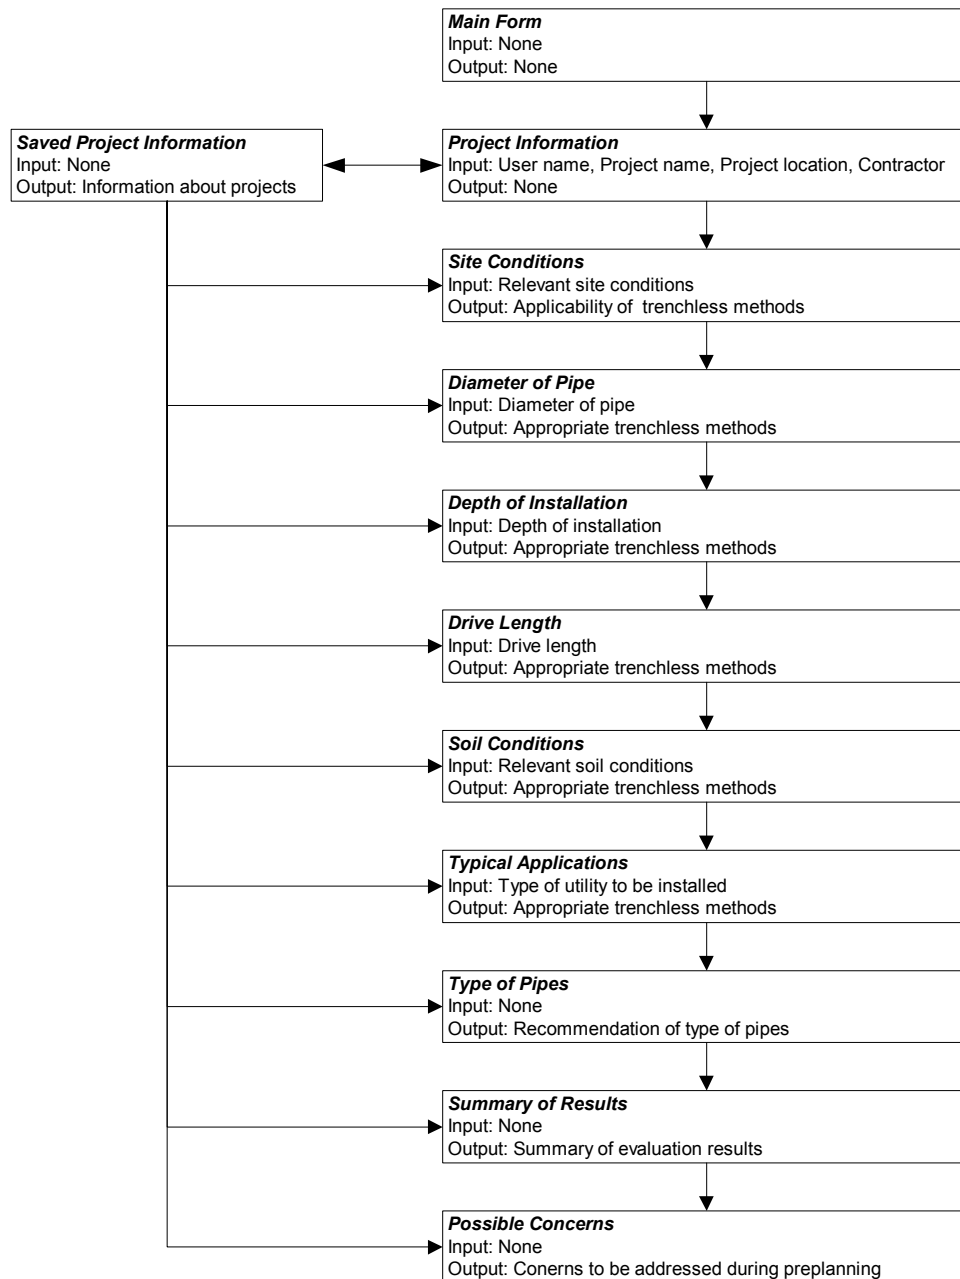 Main Form
Input: None
Output: None
Saved Project Information
Input: None
Output: Information about projects
Project Information
Input: User name, Project name, Project location, Contractor
Output: None
Site Conditions
Input: Relevant site conditions
Output: Applicability of trenchless methods
Diameter of Pipe
Input: Diameter of pipe
Output: Appropriate trenchless methods
Depth of Installation
Input: Depth of installation
Output: Appropriate trenchless methods
Drive Length
Input: Drive length
Output: Appropriate trenchless methods
Soil Conditions
Input: Relevant soil conditions
Output: Appropriate trenchless methods
Typical Applications
Input: Type of utility to be installed
Output: Appropriate trenchless methods
Type of Pipes
Input: None
Output: Recommendation of type of pipes
Summary of Results
Input: None
Output: Summary of evaluation results
Possible Concerns
Input: None
Output: Conerns to be addressed during preplanning